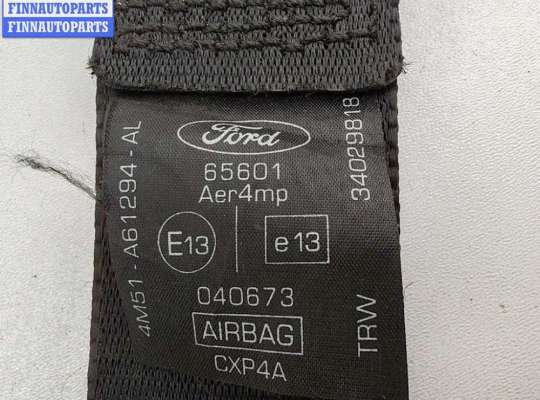 FINNAUTOPARTS
FINNAUTOPARTS
4M51-A61294-AL
Ford
65601
Aer4mp
E13
e13
040673
AIRBAG
CXP4A
34029818
TRW